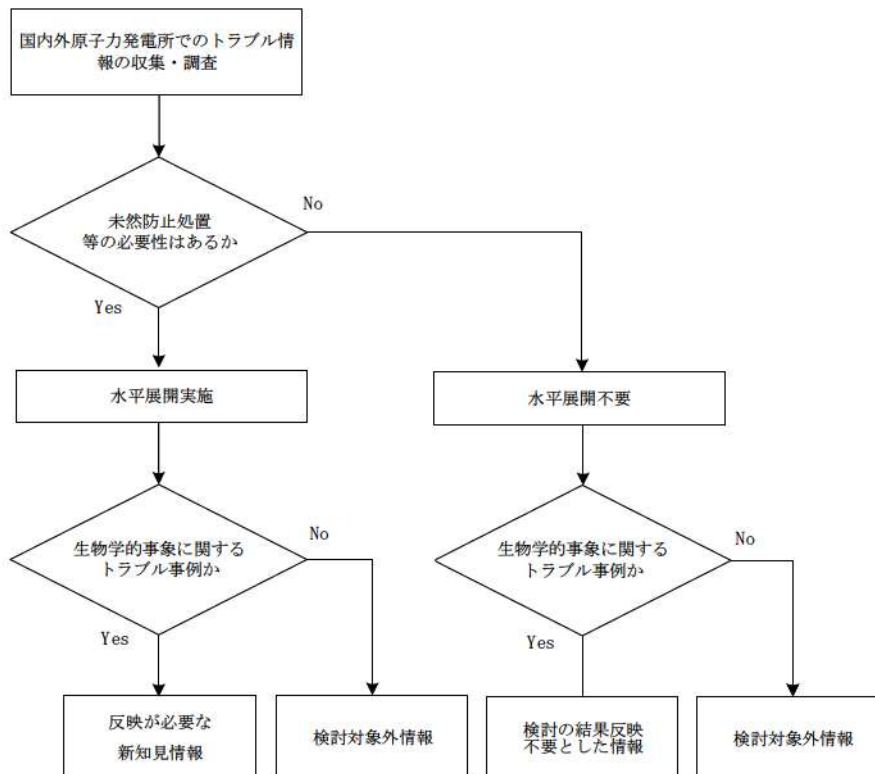 国内外原子力発電所でのトラブル情
報の収集・調査
未然防止処置
等の必要性はあるか
No
Yes
水平展開実施
水平展開不要
生物学的事象に関する
トラブル事例か
No
Yes
生物学的事象に関する
トラブル事例か
No
Yes
反映が必要な
新知見情報
検討対象外情報
検討の結果反映
不要とした情報
検討対象外情報